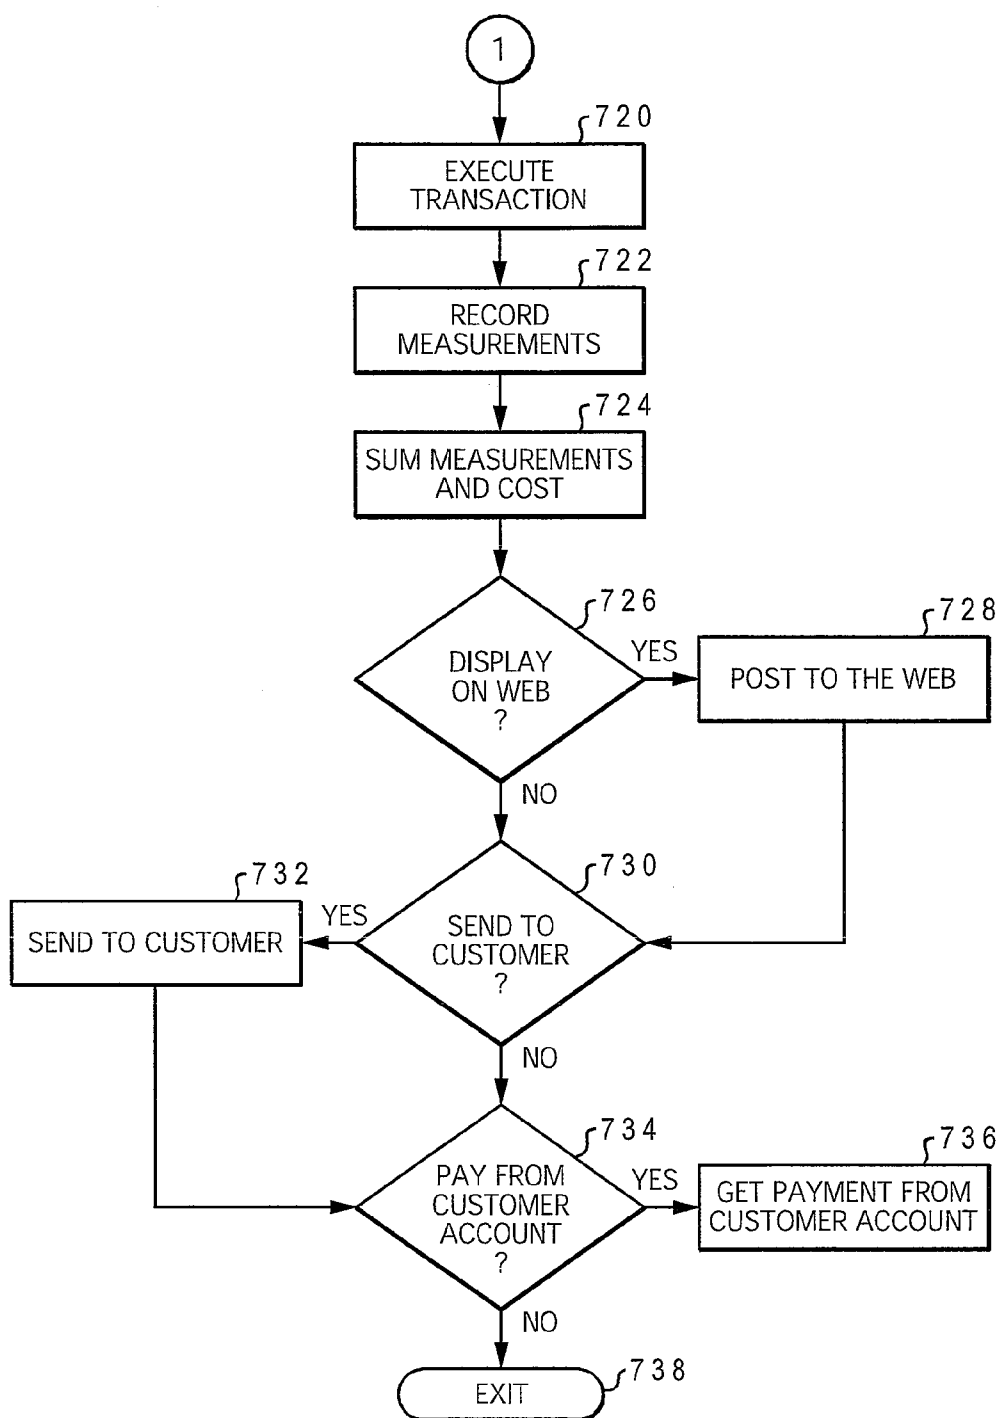 1
720
EXECUTE
TRANSACTION
722
RECORD
MEASUREMENTS
724
SUM MEASUREMENTS
AND COST
726
DISPLAY
ON WEB
?
YES
728
POST TO THE WEB
NO
730
SEND TO
CUSTOMER
?
YES
732
SEND TO CUSTOMER
NO
734
PAY FROM
CUSTOMER
ACCOUNT
?
YES
736
GET PAYMENT FROM
CUSTOMER ACCOUNT
NO
738
EXIT